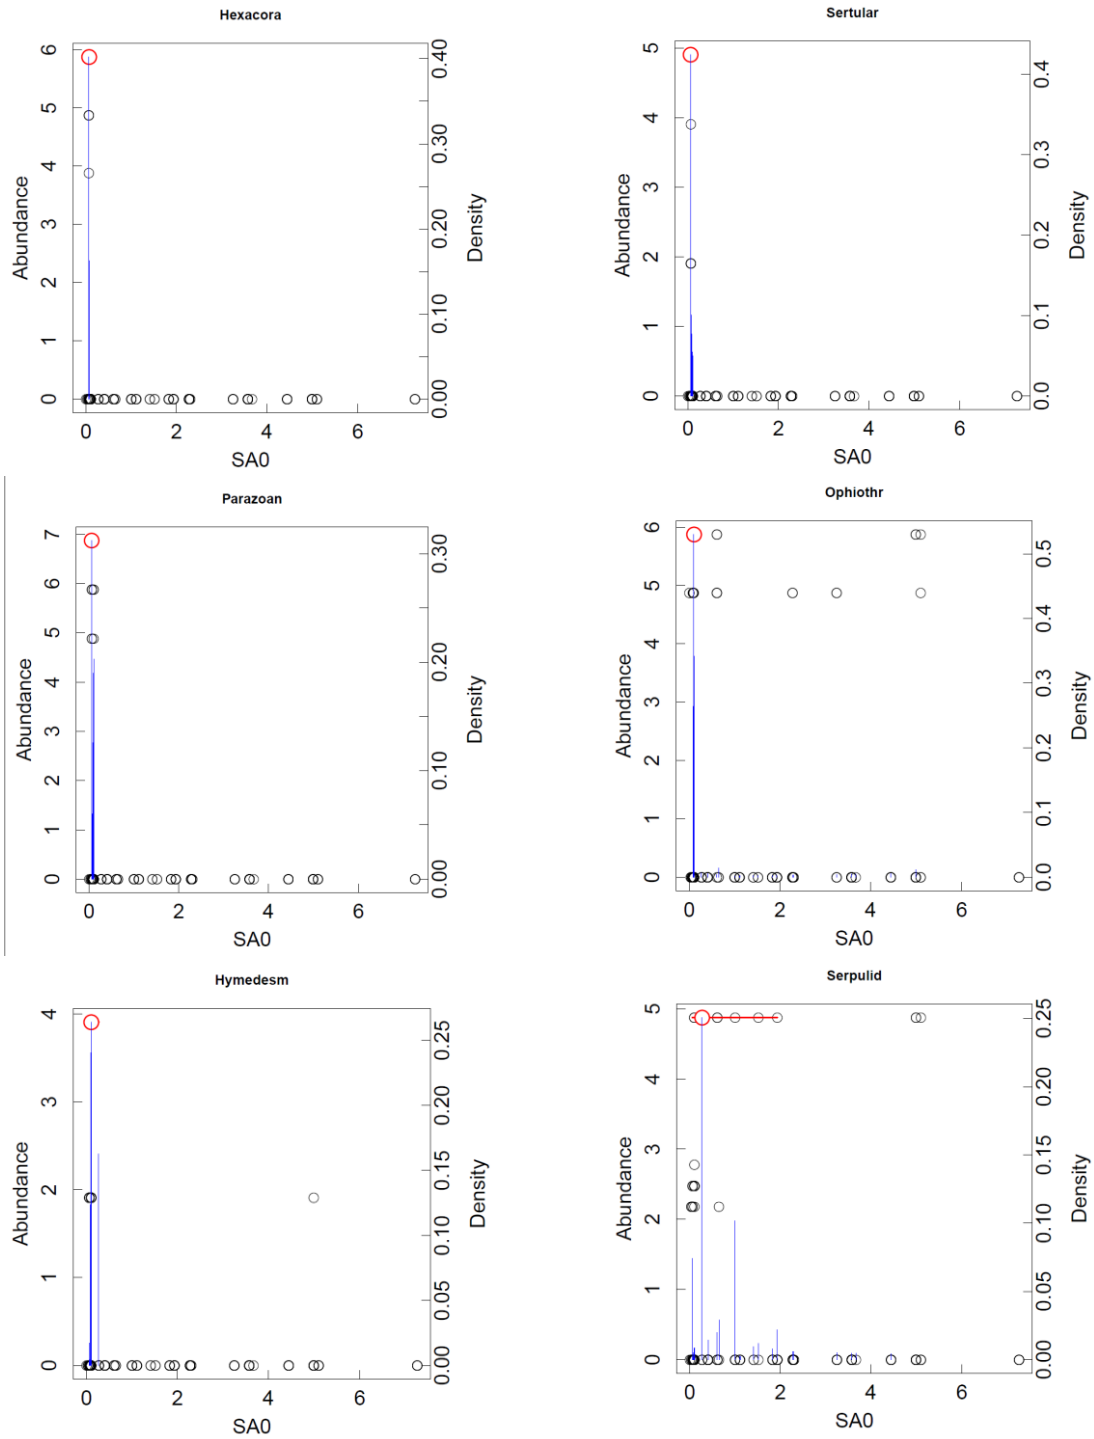 Hexacora
Abundance
0 1 2 3 4 5 6
0.00 0.10 0.20 0.30 0.40
Density
0 2 4 6
SA0
Sertular
Abundance
0 1 2 3 4 5
0.0 0.1 0.2 0.3 0.4
Density
0 2 4 6
SA0
Parazoan
Abundance
0 1 2 3 4 5 6 7
0.00 0.10 0.20 0.30
Density
0 2 4 6
SA0
Ophiothr
Abundance
0 1 2 3 4 5 6
0.0 0.1 0.2 0.3 0.4 0.5
Density
0 2 4 6
SA0
Hymedesm
Abundance
0 1 2 3 4
0.00 0.05 0.10 0.15 0.20 0.25
Density
0 2 4 6
SA0
Serpulid
Abundance
0 1 2 3 4 5
0.00 0.05 0.10 0.15 0.20 0.25
Density
0 2 4 6
SA0